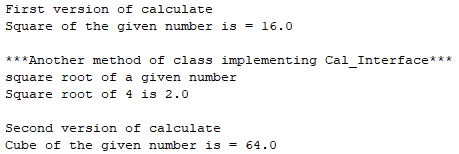 First version of calculate
Square of the given number is = 16.0
***Another method of class implementing Cal_Interface***
square root of a given number
Square root of 4 is 2.0
Second version of calculate
Cube of the given number is = 64.0